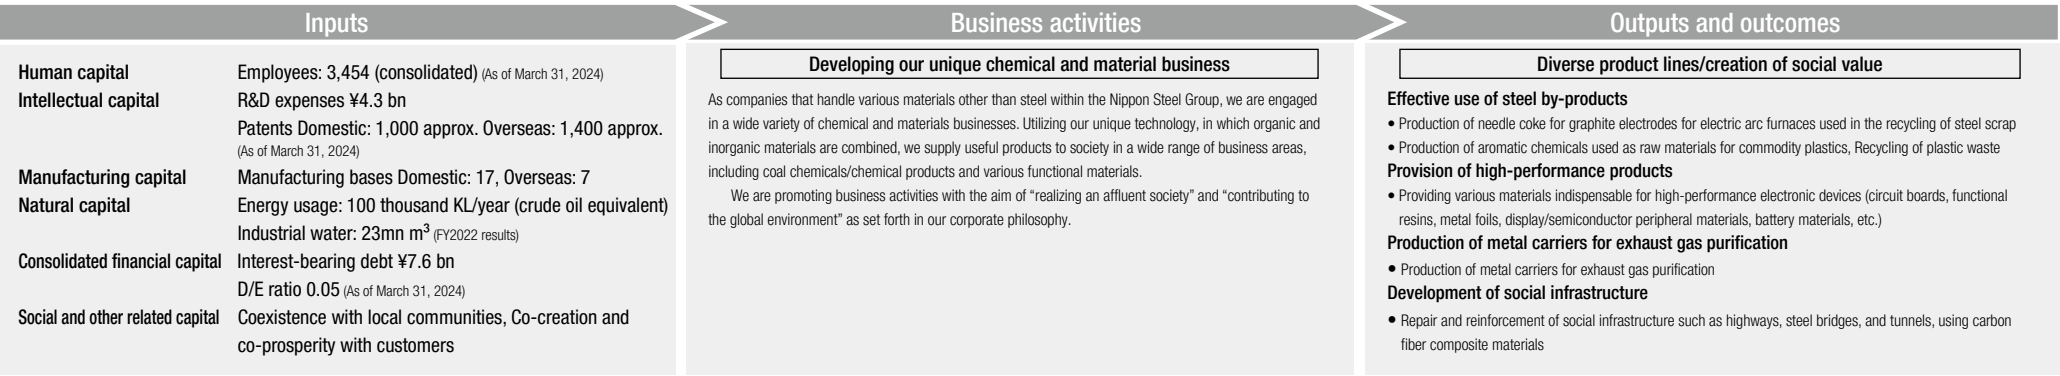 Inputs
Human capital Employees: 3,454 (consolidated) (As of March 31, 2024)
Intellectual capital R&D expenses ¥4.3 bn
Patents Domestic: 1,000 approx. Overseas: 1,400 approx.
(As of March 31, 2024)
Manufacturing capital Manufacturing bases Domestic: 17, Overseas: 7
Natural capital Energy usage: 100 thousand KL/year (crude oil equivalent)
Industrial water: 23mn m³ (FY2022 results)
Consolidated financial capital Interest-bearing debt ¥7.6 bn
D/E ratio 0.05 (As of March 31, 2024)
Social and other related capital Coexistence with local communities, Co-creation and
co-prosperity with customers
Business activities
Developing our unique chemical and material business
As companies that handle various materials other than steel within the Nippon Steel Group, we are engaged
in a wide variety of chemical and materials businesses. Utilizing our unique technology, in which organic and
inorganic materials are combined, we supply useful products to society in a wide range of business areas,
including coal chemicals/chemical products and various functional materials.
We are promoting business activities with the aim of “realizing an affluent society” and “contributing to
the global environment” as set forth in our corporate philosophy.
Outputs and outcomes
Diverse product lines/creation of social value
Effective use of steel by-products
• Production of needle coke for graphite electrodes for electric arc furnaces used in the recycling of steel scrap
• Production of aromatic chemicals used as raw materials for commodity plastics, Recycling of plastic waste
Provision of high-performance products
• Providing various materials indispensable for high-performance electronic devices (circuit boards, functional
resins, metal foils, display/semiconductor peripheral materials, battery materials, etc.)
Production of metal carriers for exhaust gas purification
• Production of metal carriers for exhaust gas purification
Development of social infrastructure
• Repair and reinforcement of social infrastructure such as highways, steel bridges, and tunnels, using carbon
fiber composite materials